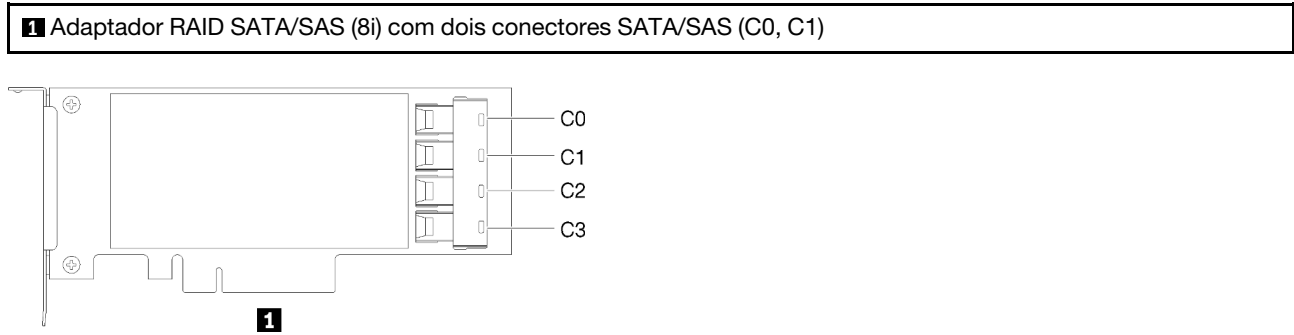 1 Adaptador RAID SATA/SAS (8i) com dois conectores SATA/SAS (C0, C1)
C0
C1
C2
C3
1